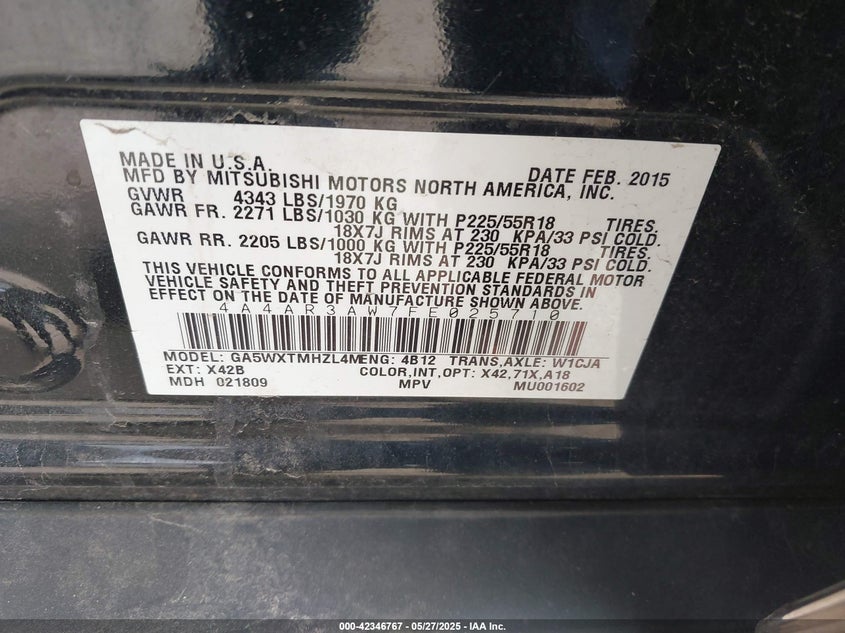 MADE IN U.S.A. DATE FEB. 2015
MFD BY MITSUBISHI MOTORS NORTH AMERICA, INC.
GVWR 4343 LBS/1970 KG
GAWR FR. 2271 LBS/1030 KG WITH P225/55R18 TIRES.
18X7J RIMS AT 230 KPA/33 PSI COLD.
GAWR RR. 2205 LBS/1000 KG WITH P225/55R18 TIRES.
18X7J RIMS AT 230 KPA/33 PSI COLD.
THIS VEHICLE CONFORMS TO ALL APPLICABLE FEDERAL MOTOR
VEHICLE SAFETY AND THEFT PREVENTION STANDARDS IN
EFFECT ON THE DATE OF MANUFACTURE SHOWN ABOVE.
4A4AR3AW7FE025710
MODEL: GA5WXTMHZL4M ENG: 4B12 TRANS,AXLE: W1CJA
EXT: X42B COLOR,INT,OPT: X42,71X,A18
MDH 021809 MPV MU001602
000-42346767 — 05/27/2025 — IAA Inc.